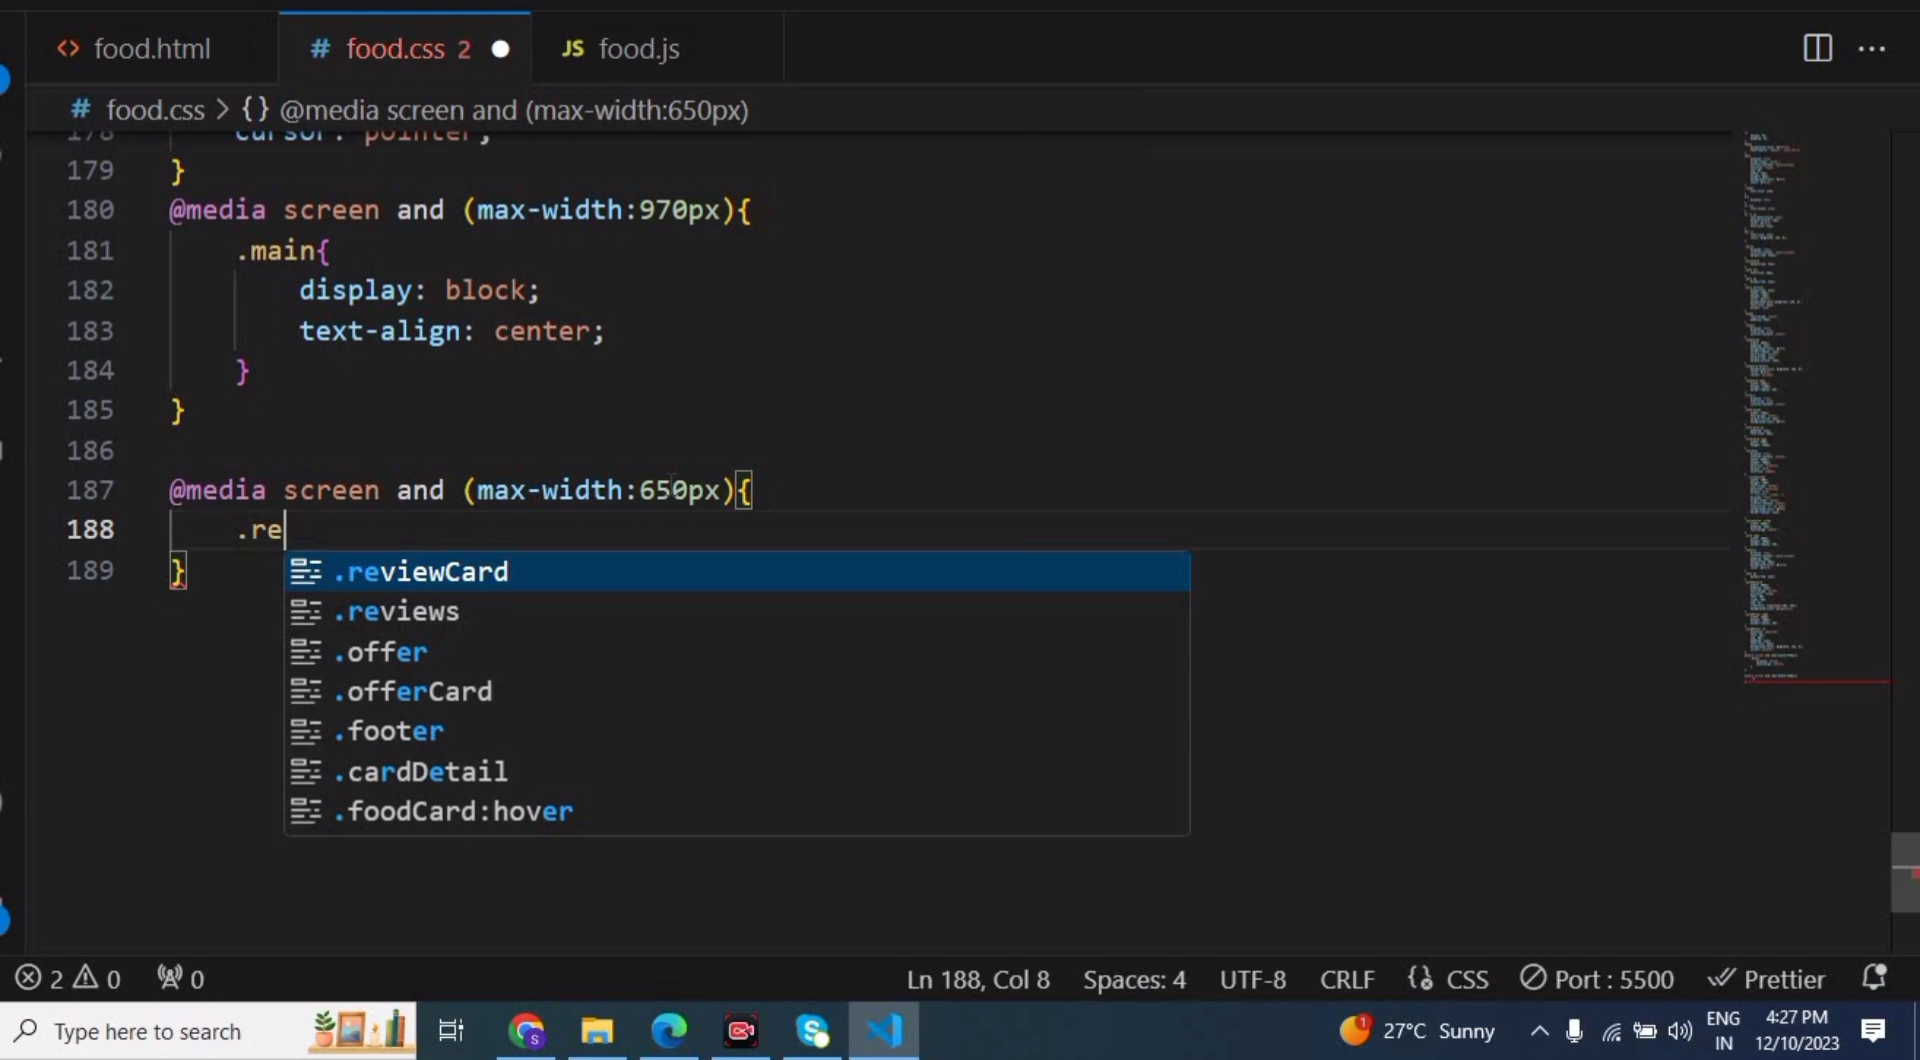 food.html
food.css 2
JS food.js
# food.css > {} @media screen and (max-width:650px)
178 cursor: pointer;
179 }
180 @media screen and (max-width:970px){
181 .main{
182 display: block;
183 text-align: center;
184 }
185 }
186
187 @media screen and (max-width:650px){
188 .re
189 }
.reviewCard
.reviews
.offer
.offerCard
.footer
.cardDetail
.foodCard:hover
2 0 0 Ln 188, Col 8 Spaces: 4 UTF-8 CRLF CSS Port : 5500 Prettier
Type here to search 27°C Sunny ENG IN 4:27 PM 12/10/2023